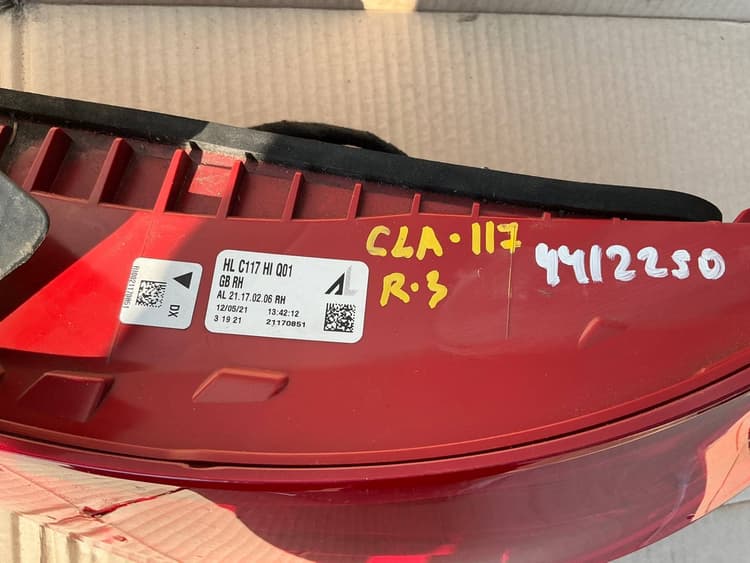 HL C117 HI Q01
GB RH
AL 21.17.02.06 RH
12/05/21 13:42:12
3 19 21 21170851
DX
CLA-117
R-3
4412250